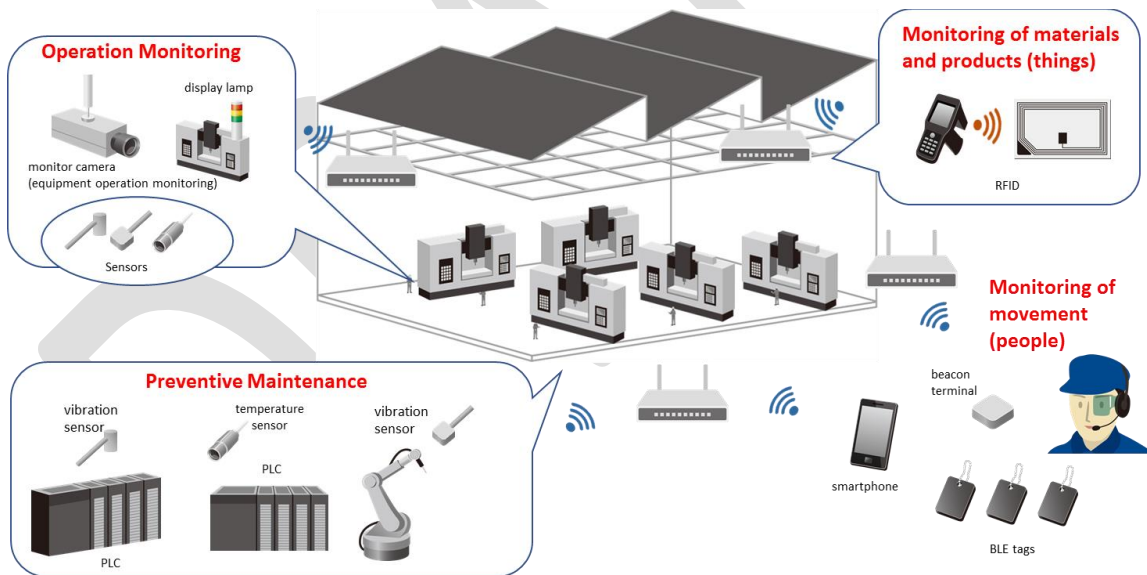 Operation Monitoring
display lamp
monitor camera
(equipment operation monitoring)
Sensors
Monitoring of materials
and products (things)
RFID
Monitoring of
movement
(people)
beacon
terminal
smartphone
BLE tags
Preventive Maintenance
vibration
sensor
PLC
temperature
sensor
PLC
vibration
sensor